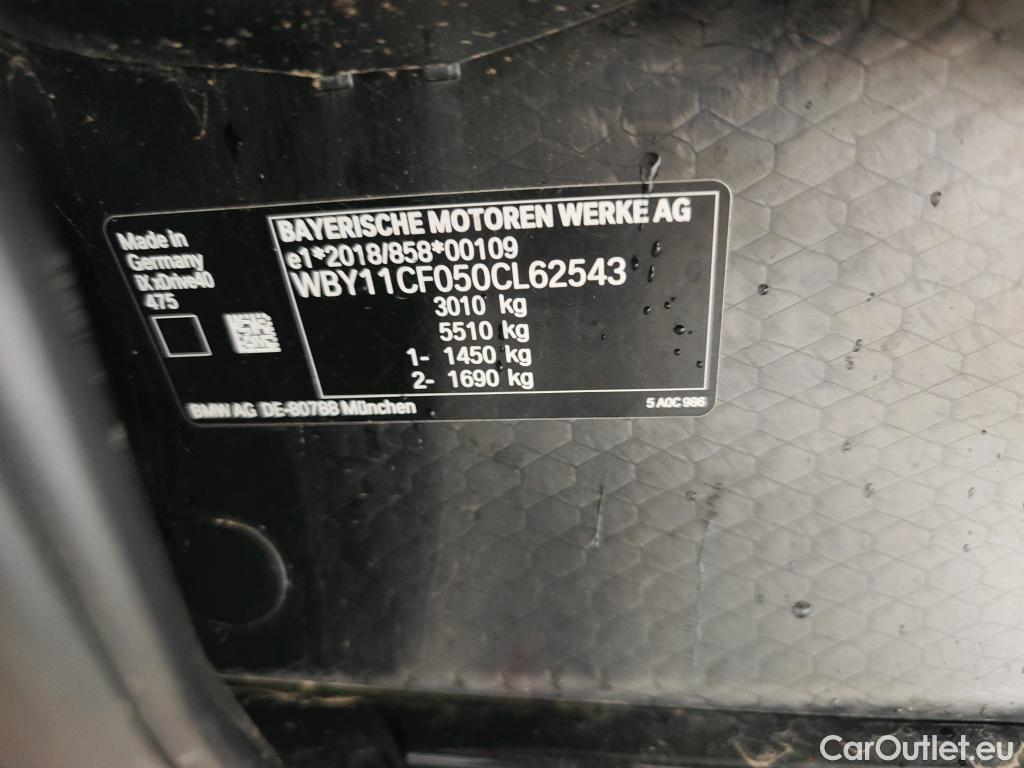 Made in
Germany
iX xDrive40
475
BAYERISCHE MOTOREN WERKE AG
e1*2018/858*00109
WBY11CF050CL62543
3010 kg
5510 kg
1- 1450 kg
2- 1690 kg
BMW AG DE-80788 München
5 A0C 986
CarOutlet.eu